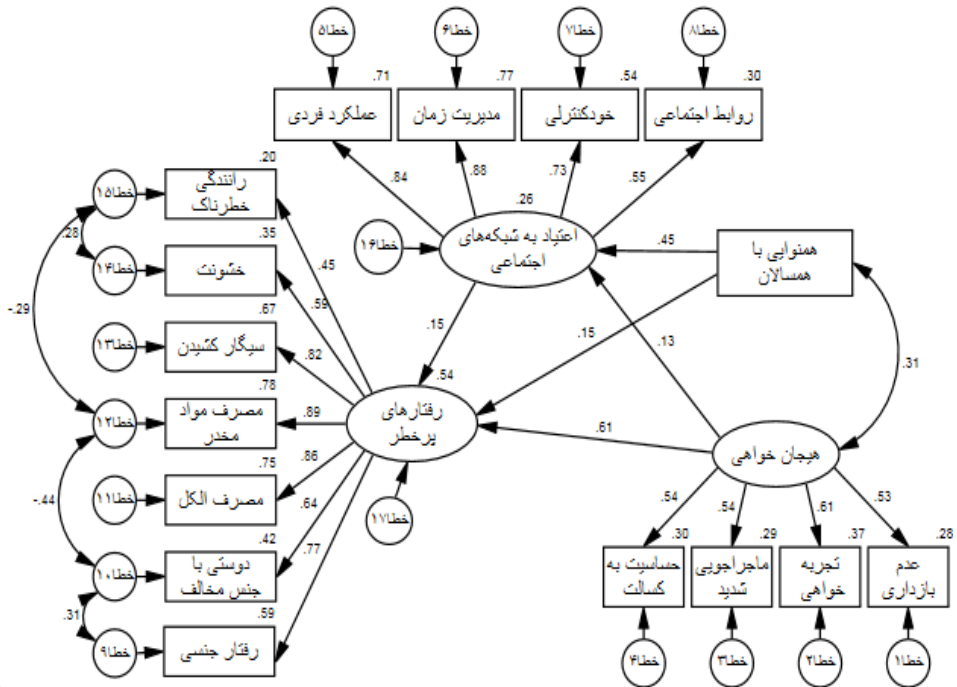 خطا۵
خطا۶
خطا۷
خطا۸
.71
.77
.54
.30
عملکرد فردی
مدیریت زمان
خودکنترلی
روابط اجتماعی
.84
.88
.73
.55
.26
اعتیاد به شبکه‌های
اجتماعی
خطا۱۶
.45
همنوایی با
همسالان
.20
رانندگی
خطرناک
خطا۱۵
.28
.35
خشونت
خطا۱۴
-.29
.67
سیگار کشیدن
خطا۱۳
.78
مصرف مواد
مخدر
خطا۱۲
.75
مصرف الکل
خطا۱۱
-.44
.42
دوستی با
جنس مخالف
خطا۱۰
.31
.59
رفتار جنسی
خطا۹
.45
.59
.82
.89
.86
.64
.77
.15
.54
رفتارهای
پرخطر
خطا۱۷
.15
.13
.31
.61
هیجان خواهی
.54
.54
.61
.53
.30
.29
.37
.28
حساسیت به
کسالت
ماجراجویی
شدید
تجربه
خواهی
عدم
بازداری
خطا۴
خطا۳
خطا۲
خطا۱